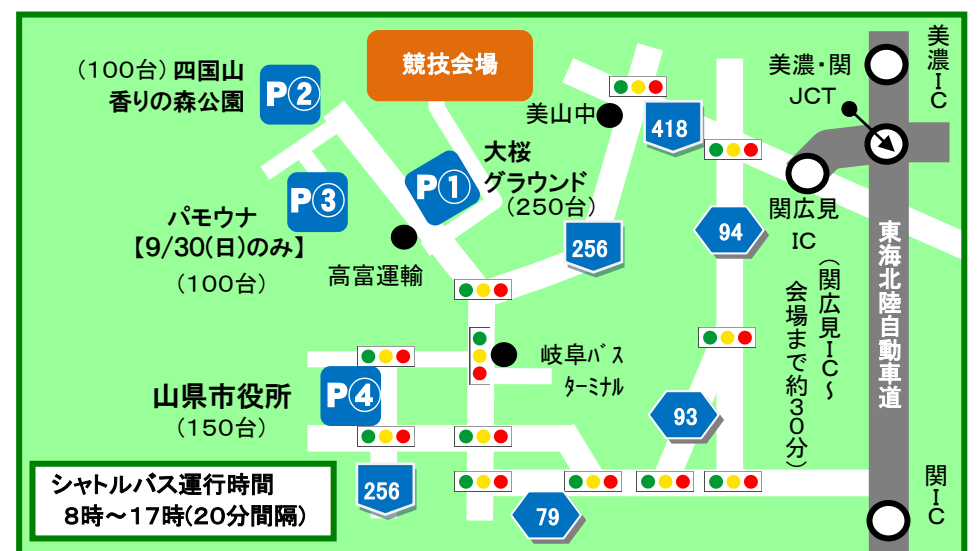 競技会場
(100台) 四国山
香りの森公園
P②
美山中
418
美濃・関
JCT
美濃IC
大桜
グラウンド
(250台)
P①
P③
パモウナ
【9/30(日)のみ】
(100台)
高富運輸
256
94
関広見
IC
(関広見IC~
会場まで約30分)
東海北陸自動車道
岐阜ﾊﾞｽ
ﾀｰﾐﾅﾙ
山県市役所
(150台)
P④
93
256
79
関IC
シャトルバス運行時間
8時~17時(20分間隔)